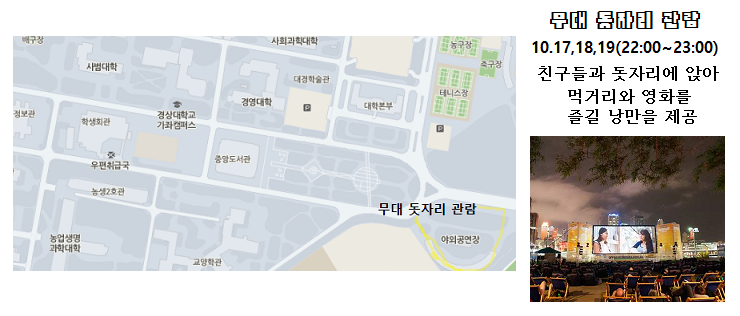 배구장
사회과학대학
농구장
족구장
사범대학
대경학술관
테니스장
경영대학
대학본부
P
정보관
학생회관
경상대학교
가좌캠퍼스
P
우편취급국
중앙도서관
농생2호관
무대 돗자리 관람
농업생명
과학대학
야외공연장
교양학관
무대 돗자리 관람
10.17,18,19(22:00~23:00)
친구들과 돗자리에 앉아
먹거리와 영화를
즐길 낭만을 제공